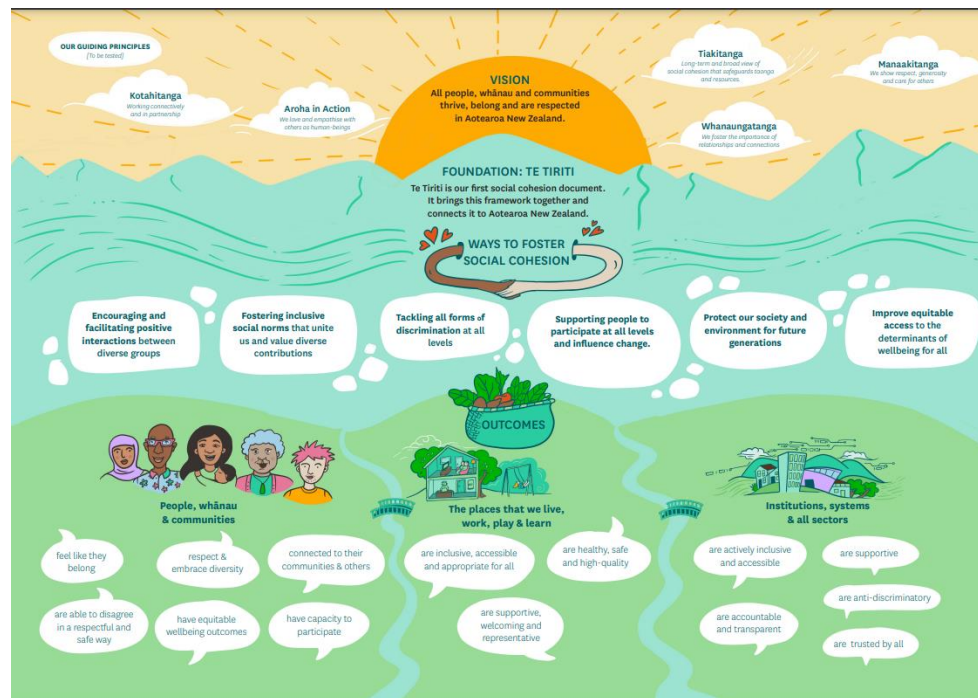 OUR GUIDING PRINCIPLES
(To be tested)
Kotahitanga
Working connectively
and in partnership
Aroha in Action
We love and empathise with
others as human-beings
VISION
All people, whānau and communities
thrive, belong and are respected
in Aotearoa New Zealand.
Tiakitanga
Long-term and broad view of
social cohesion that safeguards taonga
and resources.
Manaakitanga
We show respect, generosity
and care for others
Whanaungatanga
We foster the importance of
relationships and connections
FOUNDATION: TE TIRITI
Te Tiriti is our first social cohesion document.
It brings this framework together and
connects it to Aotearoa New Zealand.
WAYS TO FOSTER
SOCIAL COHESION
Encouraging and
facilitating positive
interactions between
diverse groups
Fostering inclusive
social norms that unite
us and value diverse
contributions
Tackling all forms of
discrimination at all
levels
Supporting people to
participate at all levels
and influence change.
Protect our society and
environment for future
generations
Improve equitable
access to the
determinants of
wellbeing for all
OUTCOMES
People, whānau
& communities
feel like they
belong
respect &
embrace diversity
connected to their
communities & others
are able to disagree
in a respectful and
safe way
have equitable
wellbeing outcomes
have capacity to
participate
The places that we live,
work, play & learn
are inclusive, accessible
and appropriate for all
are healthy, safe
and high-quality
are supportive,
welcoming and
representative
Institutions, systems
& all sectors
are actively inclusive
and accessible
are supportive
are anti-discriminatory
are accountable
and transparent
are trusted by all